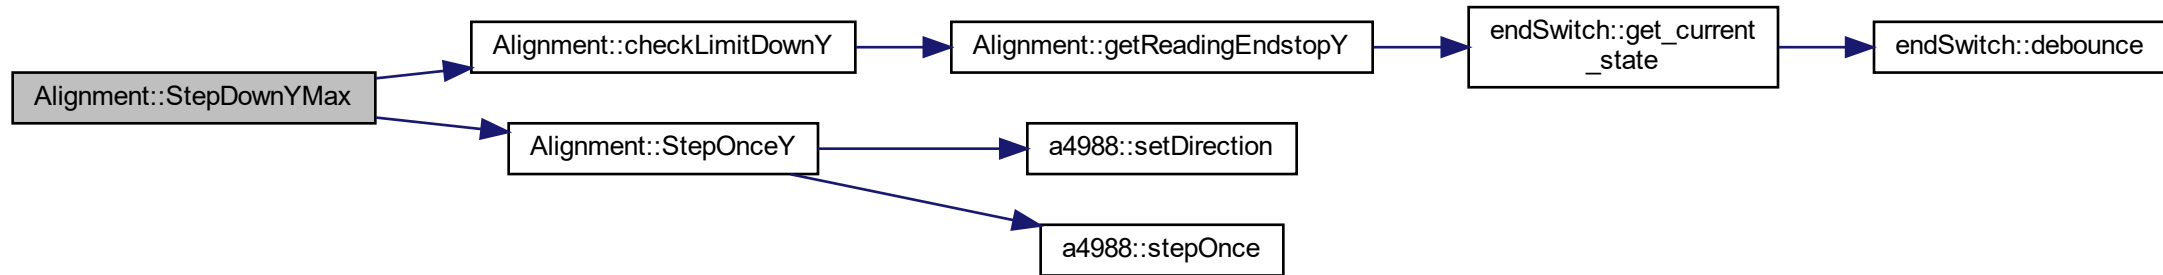 Alignment::StepDownYMax
Alignment::checkLimitDownY
Alignment::getReadingEndstopY
endSwitch::get_current
_state
endSwitch::debounce
Alignment::StepOnceY
a4988::setDirection
a4988::stepOnce